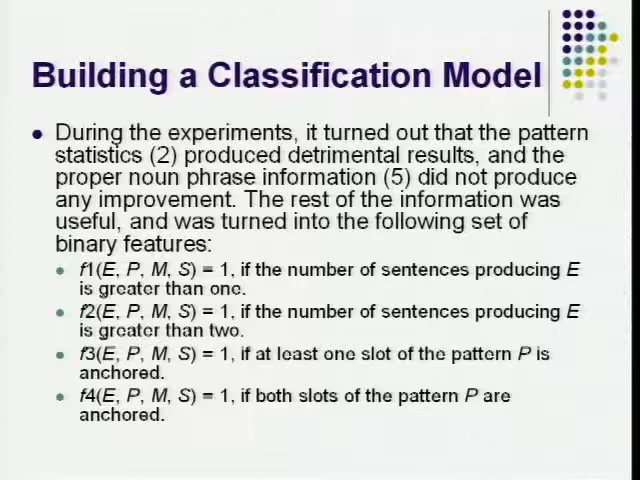 Building a Classification Model
During the experiments, it turned out that the pattern
statistics (2) produced detrimental results, and the
proper noun phrase information (5) did not produce
any improvement. The rest of the information was
useful, and was turned into the following set of
binary features:
f1(E, P, M, S) = 1, if the number of sentences producing E
is greater than one.
f2(E, P, M, S) = 1, if the number of sentences producing E
is greater than two.
f3(E, P, M, S) = 1, if at least one slot of the pattern P is
anchored.
f4(E, P, M, S) = 1, if both slots of the pattern P are
anchored.